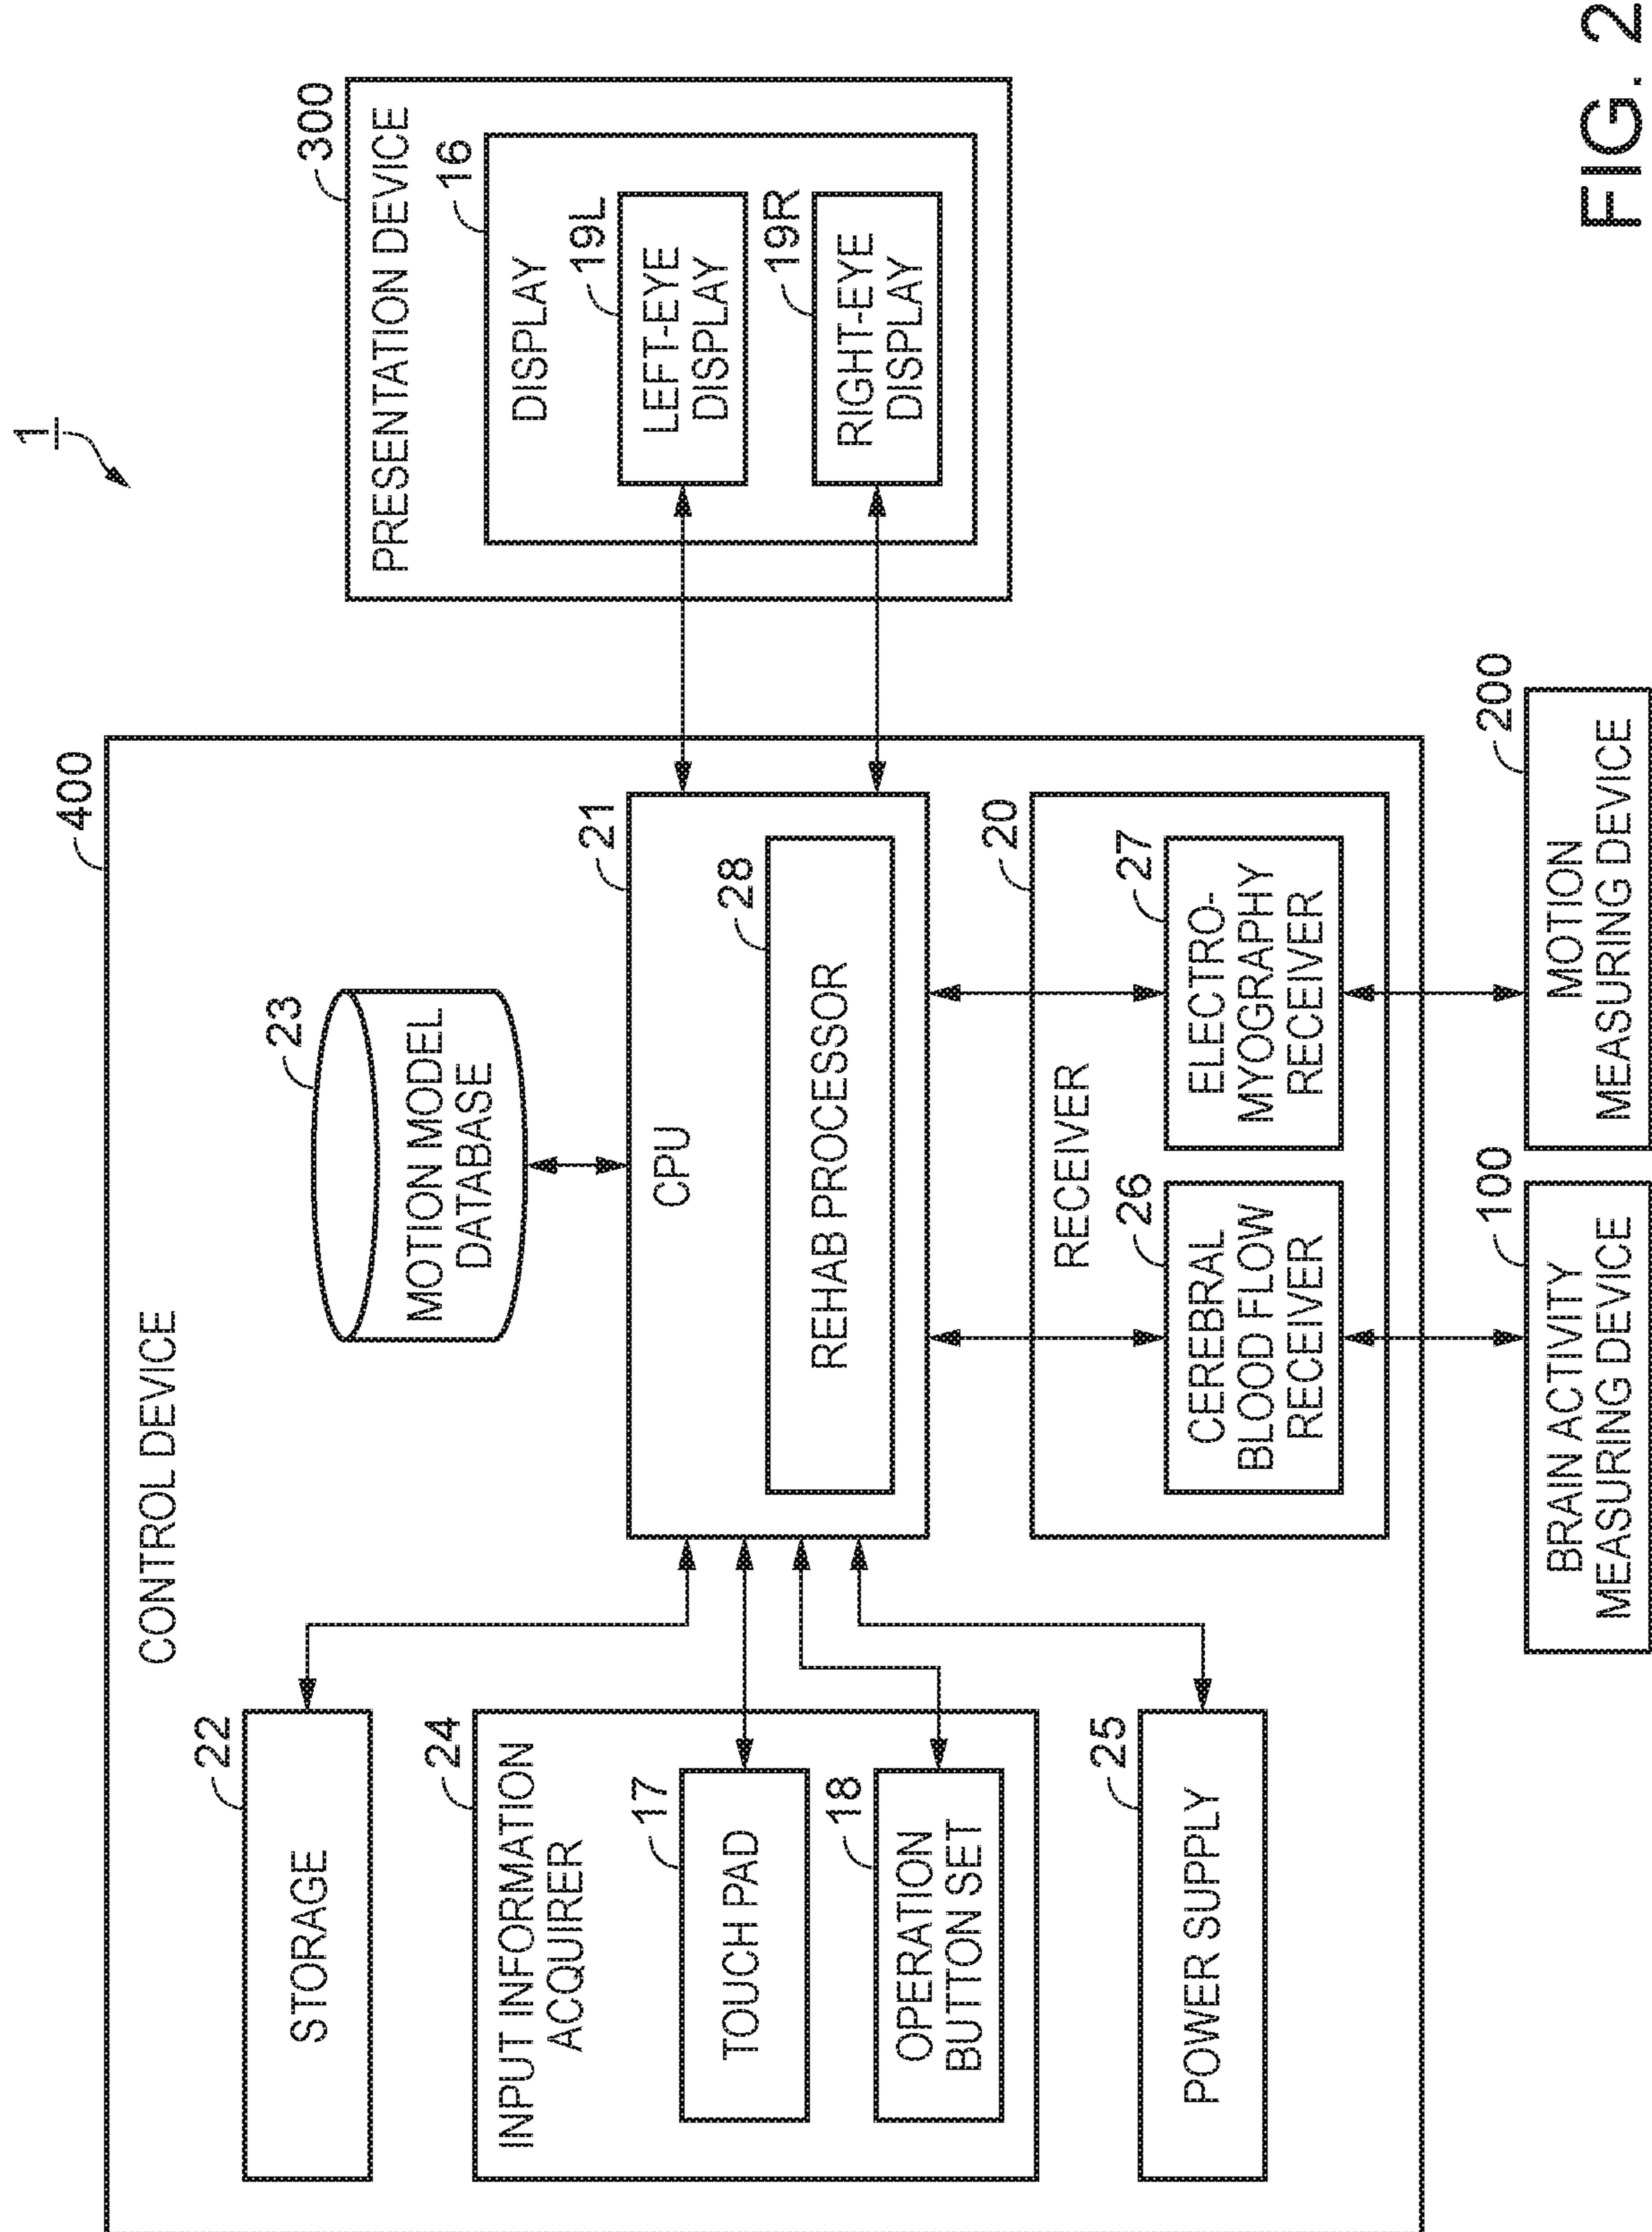 1
400
CONTROL DEVICE
22
STORAGE
24
INPUT INFORMATION
ACQUIRER
17
TOUCH PAD
18
OPERATION
BUTTON SET
25
POWER SUPPLY
23
MOTION MODEL
DATABASE
21
CPU
28
REHAB PROCESSOR
20
RECEIVER
26
CEREBRAL
BLOOD FLOW
RECEIVER
27
ELECTRO-
MYOGRAPHY
RECEIVER
300
PRESENTATION DEVICE
16
DISPLAY
19L
LEFT-EYE
DISPLAY
19R
RIGHT-EYE
DISPLAY
100
BRAIN ACTIVITY
MEASURING DEVICE
200
MOTION
MEASURING DEVICE
FIG. 2